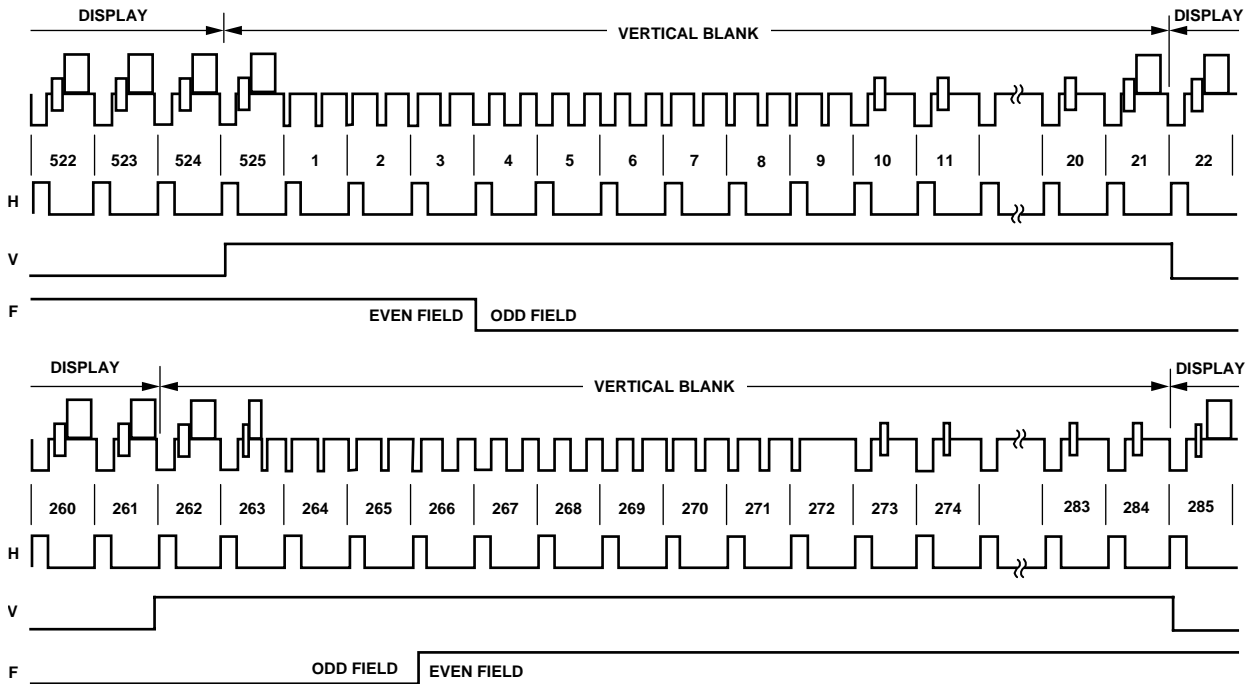 DISPLAY VERTICAL BLANK DISPLAY
522 523 524 525 1 2 3 4 5 6 7 8 9 10 11 20 21 22
H
V
F EVEN FIELD ODD FIELD
DISPLAY VERTICAL BLANK DISPLAY
260 261 262 263 264 265 266 267 268 269 270 271 272 273 274 283 284 285
H
V
F ODD FIELD EVEN FIELD